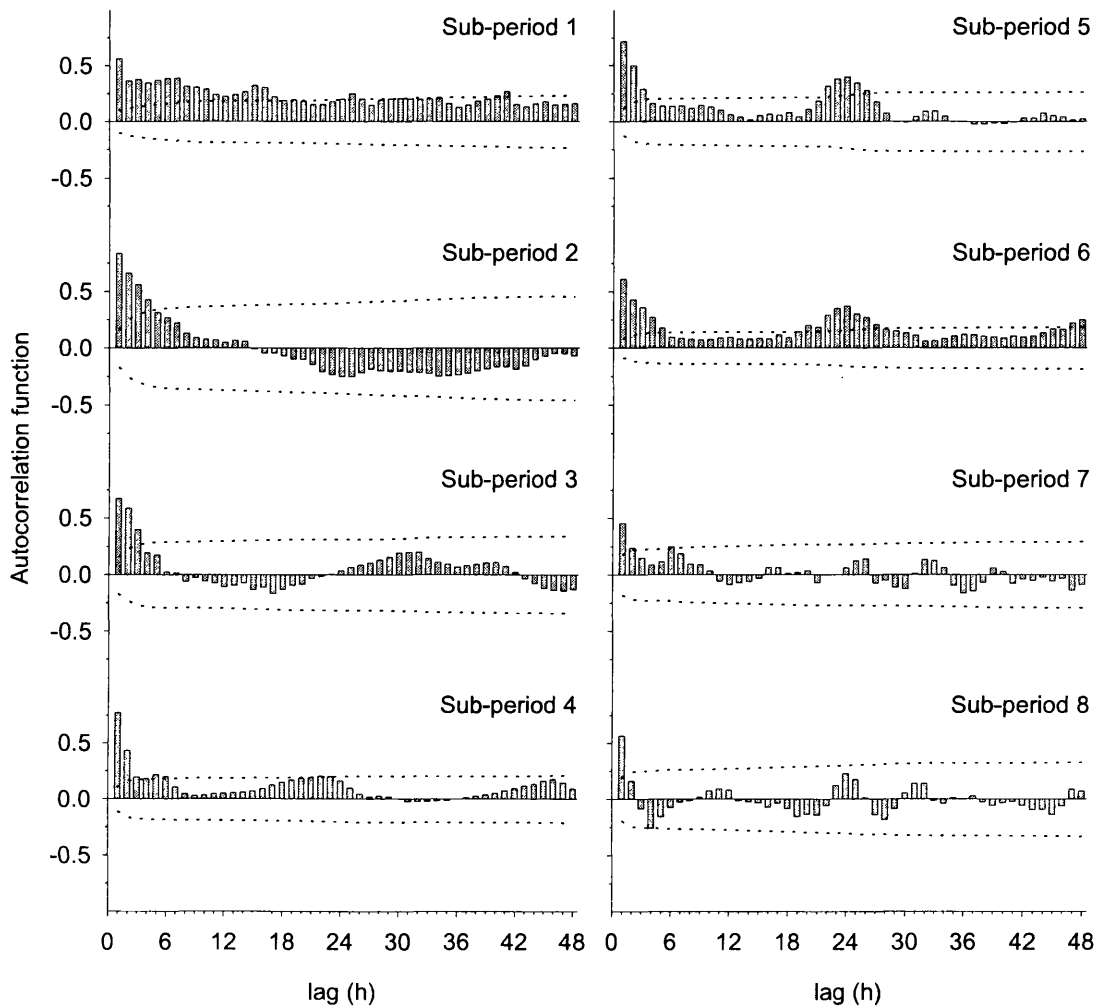 Sub-period 1
0.5
0.0
-0.5
Sub-period 2
0.5
0.0
-0.5
Sub-period 3
0.5
0.0
-0.5
Sub-period 4
0.5
0.0
-0.5
Autocorrelation function
0 6 12 18 24 30 36 42 48
lag (h)
Sub-period 5
Sub-period 6
Sub-period 7
Sub-period 8
0 6 12 18 24 30 36 42 48
lag (h)